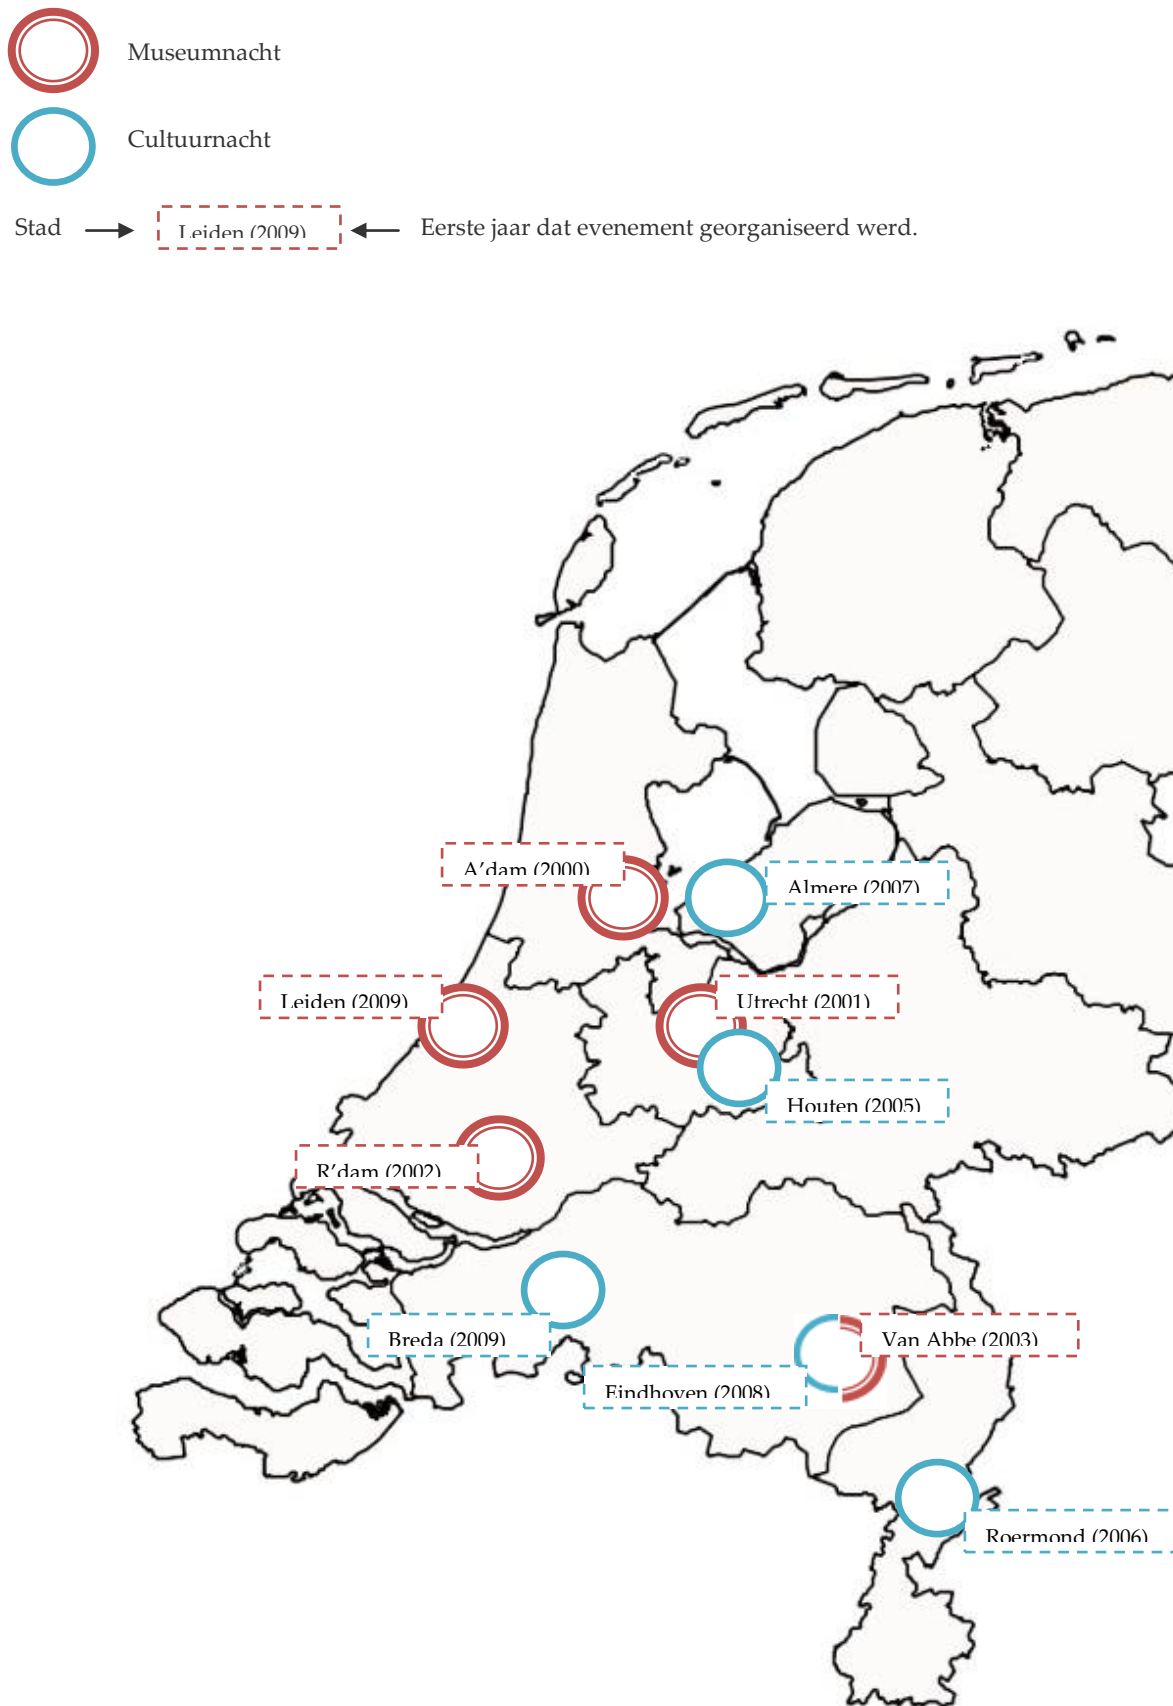 Museumnacht
Cultuurnacht
Stad
Leiden (2009)
Eerste jaar dat evenement georganiseerd werd.
A'dam (2000)
Almere (2007)
Leiden (2009)
Utrecht (2001)
Houten (2005)
R'dam (2002)
Breda (2009)
Van Abbe (2003)
Eindhoven (2008)
Roermond (2006)